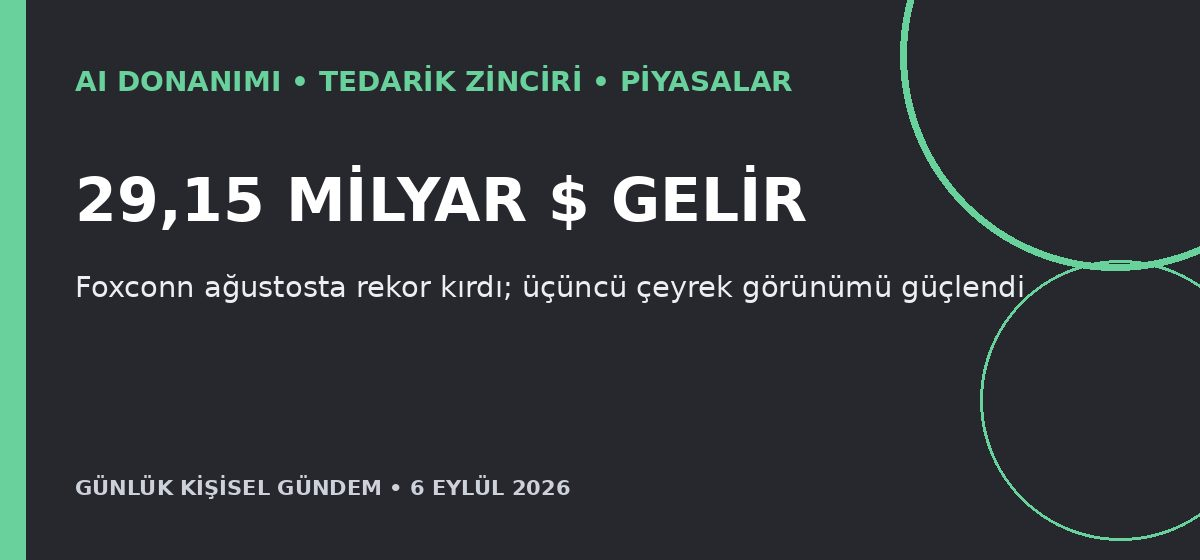 AI DONANIMI • TEDARİK ZİNCİRİ • PİYASALAR
29,15 MİLYAR $ GELİR
Foxconn ağustosta rekor kırdı; üçüncü çeyrek görünümü güçlendi
GÜNLÜK KİŞİSEL GÜNDEM • 6 EYLÜL 2026